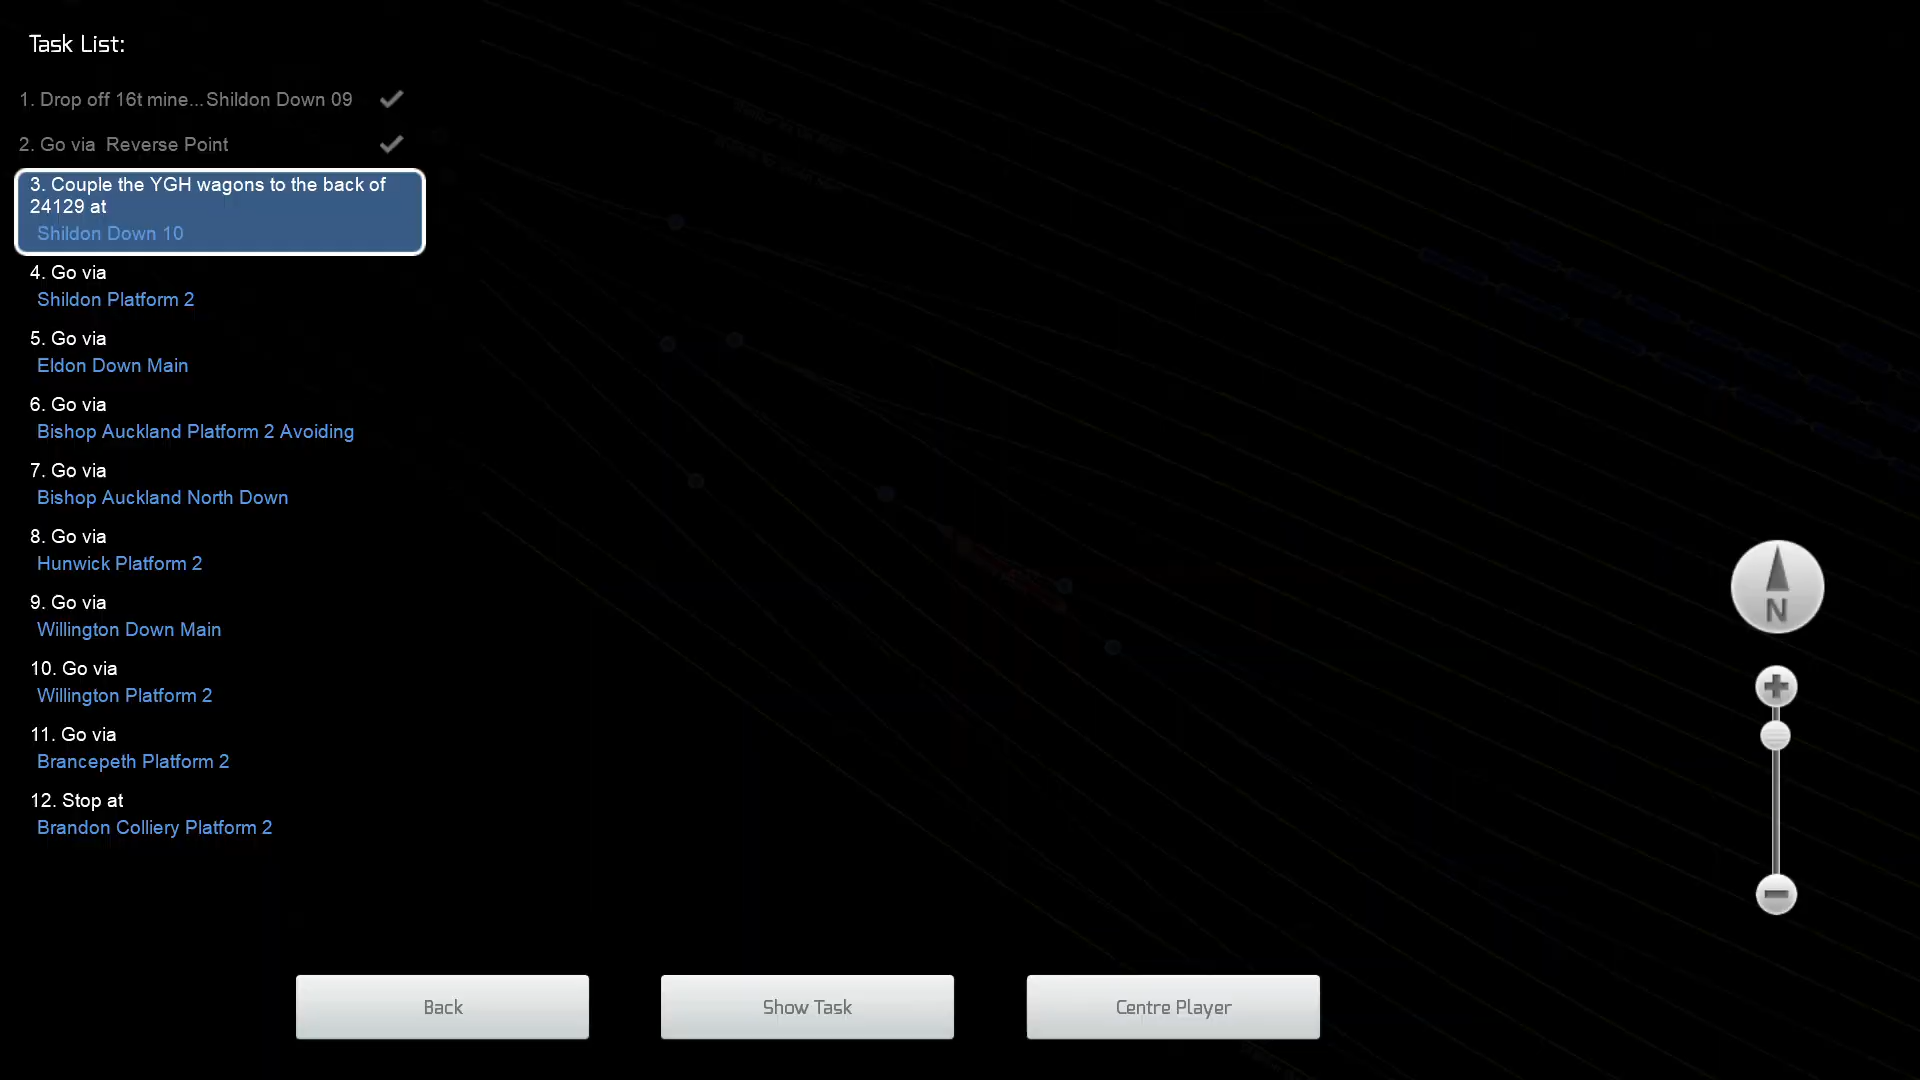 Task List:
1. Drop off 16t mine...Shildon Down 09
2. Go via  Reverse Point
3. Couple the YGH wagons to the back of
24129 at
Shildon Down 10
4. Go via
Shildon Platform 2
5. Go via
Eldon Down Main
6. Go via
Bishop Auckland Platform 2 Avoiding
7. Go via
Bishop Auckland North Down
8. Go via
Hunwick Platform 2
9. Go via
Willington Down Main
10. Go via
Willington Platform 2
11. Go via
Brancepeth Platform 2
12. Stop at
Brandon Colliery Platform 2
N
Back
Show Task
Centre Player